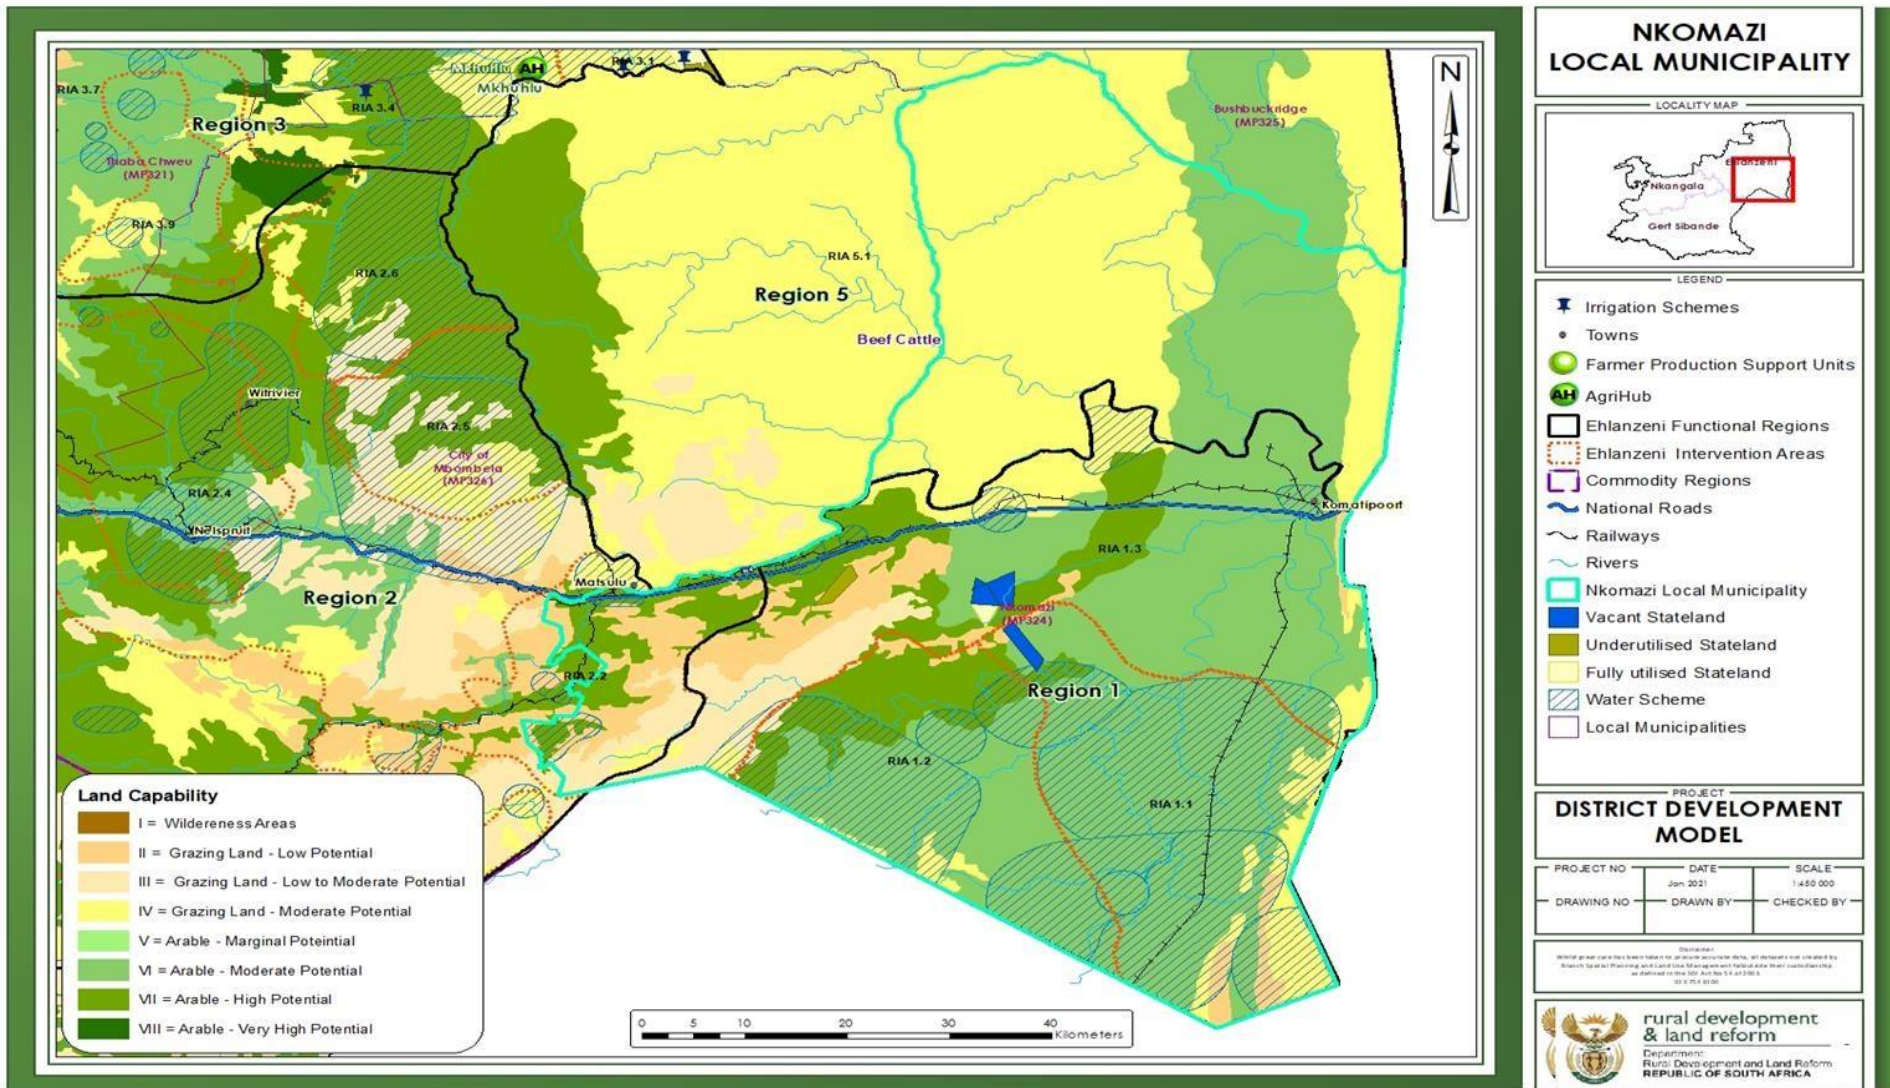 NKOMAZI
LOCAL MUNICIPALITY
LOCALITY MAP
Ehlanzeni
Nkangala
Gert Sibande
LEGEND
Irrigation Schemes
Towns
Farmer Production Support Units
AH AgriHub
Ehlanzeni Functional Regions
Ehlanzeni Intervention Areas
Commodity Regions
National Roads
Railways
Rivers
Nkomazi Local Municipality
Vacant Stateland
Underutilised Stateland
Fully utilised Stateland
Water Scheme
Local Municipalities
PROJECT
DISTRICT DEVELOPMENT
MODEL
PROJECT NO
DATE
Jan 2021
SCALE
1:450 000
DRAWING NO
DRAWN BY
CHECKED BY
Disclaimer
rural development
& land reform
Department:
Rural Development and Land Reform
REPUBLIC OF SOUTH AFRICA
N
Mkhuhlu
AH
Mkhuhlu
RIA 3.1
RIA 3.7
RIA 3.4
Region 3
Thaba Chweu
(MP321)
RIA 3.9
Bushbuckridge
(MP325)
RIA 2.6
RIA 5.1
Region 5
Beef Cattle
Witrivier
RIA 2.5
City of
Mbombela
(MP326)
RIA 2.4
Nelspruit
Komatipoort
RIA 1.3
Matsulu
Region 2
Nkomazi
(MP324)
RIA 2.2
Region 1
RIA 1.2
RIA 1.1
Land Capability
I = Wildereness Areas
II = Grazing Land - Low Potential
III = Grazing Land - Low to Moderate Potential
IV = Grazing Land - Moderate Potential
V = Arable - Marginal Poteintial
VI = Arable - Moderate Potential
VII = Arable - High Potential
VIII = Arable - Very High Potential
0 5 10 20 30 40
Kilometers